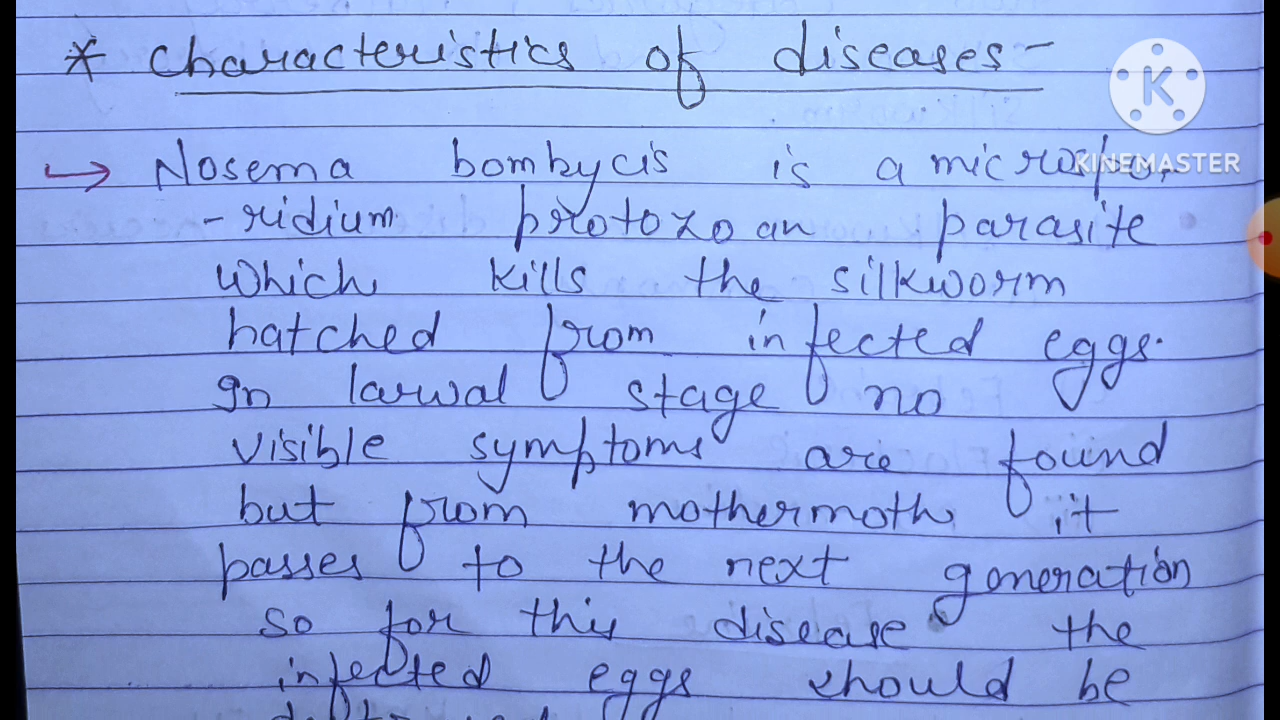 * characteristics of diseases -
→ Nosema bombycis is a microspo-
-ridium protozoan parasite
which kills the silkworm
hatched from infected eggs.
In larwal stage no
visible symptoms are found
but from mothermoth it
passes to the next generation
so for this disease the
infected eggs should be
K
KINEMASTER